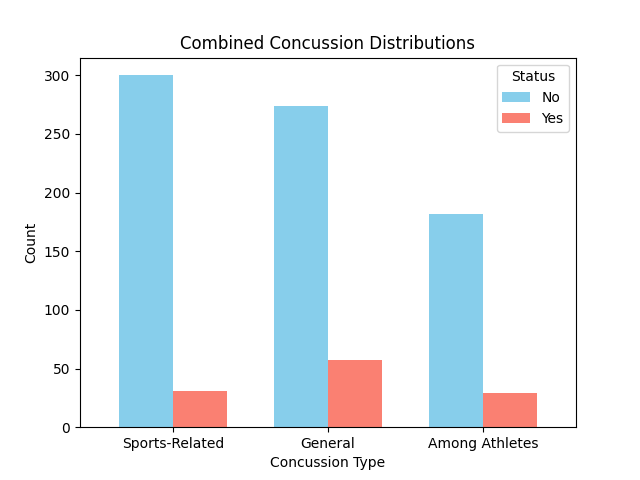 Combined Concussion Distributions
Status
No
Yes
300
250
200
150
100
50
0
Count
Sports-Related
General
Among Athletes
Concussion Type